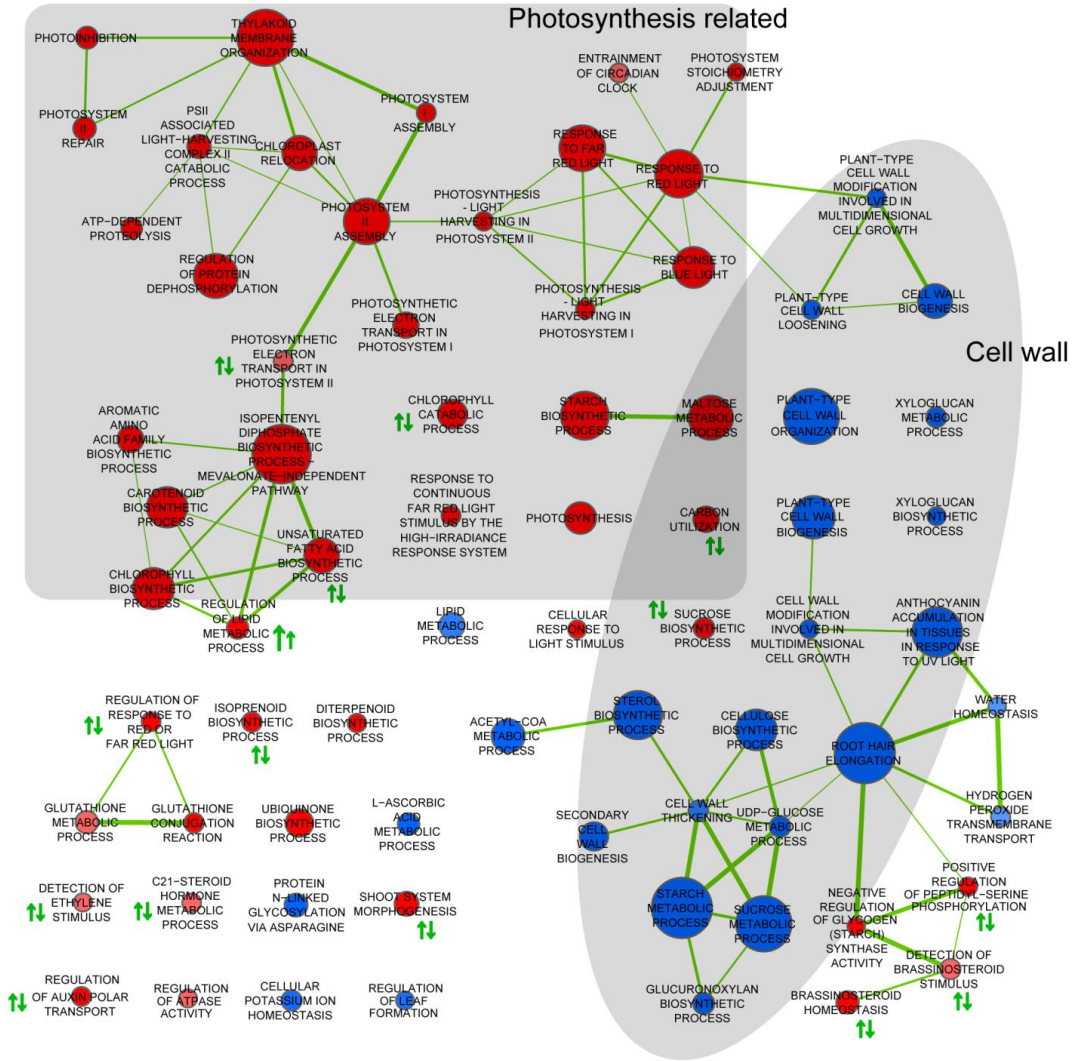 Photosynthesis related
THYLAKOID
MEMBRANE
ORGANIZATION
PHOTOINHIBITION
PHOTOSYSTEM
II
REPAIR
PSII
ASSOCIATED
LIGHT-HARVESTING
COMPLEX II
CATABOLIC
PROCESS
CHLOROPLAST
RELOCATION
PHOTOSYSTEM
I
ASSEMBLY
ENTRAINMENT
OF CIRCADIAN
CLOCK
PHOTOSYSTEM
STOICHIOMETRY
ADJUSTMENT
RESPONSE
TO FAR
RED LIGHT
RESPONSE TO
RED LIGHT
PLANT-TYPE
CELL WALL
MODIFICATION
INVOLVED IN
MULTIDIMENSIONAL
CELL GROWTH
ATP-DEPENDENT
PROTEOLYSIS
PHOTOSYSTEM
II
ASSEMBLY
PHOTOSYNTHESIS
- LIGHT
HARVESTING IN
PHOTOSYSTEM II
REGULATION
OF PROTEIN
DEPHOSPHORYLATION
RESPONSE TO
BLUE LIGHT
PHOTOSYNTHESIS
- LIGHT
HARVESTING IN
PHOTOSYSTEM I
PLANT-TYPE
CELL WALL
LOOSENING
CELL WALL
BIOGENESIS
PHOTOSYNTHETIC
ELECTRON
TRANSPORT IN
PHOTOSYSTEM I
PHOTOSYNTHETIC
ELECTRON
TRANSPORT IN
PHOTOSYSTEM II
Cell wall
AROMATIC
AMINO
ACID FAMILY
BIOSYNTHETIC
PROCESS
ISOPENTENYL
DIPHOSPHATE
BIOSYNTHETIC
PROCESS -
MEVALONATE-INDEPENDENT
PATHWAY
CHLOROPHYLL
CATABOLIC
PROCESS
STARCH
BIOSYNTHETIC
PROCESS
MALTOSE
METABOLIC
PROCESS
PLANT-TYPE
CELL WALL
ORGANIZATION
XYLOGLUCAN
METABOLIC
PROCESS
CAROTENOID
BIOSYNTHETIC
PROCESS
UNSATURATED
FATTY ACID
BIOSYNTHETIC
PROCESS
RESPONSE TO
CONTINUOUS
FAR RED LIGHT
STIMULUS BY THE
HIGH-IRRADIANCE
RESPONSE SYSTEM
PHOTOSYNTHESIS
CARBON
UTILIZATION
PLANT-TYPE
CELL WALL
BIOGENESIS
XYLOGLUCAN
BIOSYNTHETIC
PROCESS
CHLOROPHYLL
BIOSYNTHETIC
PROCESS
REGULATION
OF LIPID
METABOLIC
PROCESS
LIPID
METABOLIC
PROCESS
CELLULAR
RESPONSE TO
LIGHT STIMULUS
SUCROSE
BIOSYNTHETIC
PROCESS
CELL WALL
MODIFICATION
INVOLVED IN
MULTIDIMENSIONAL
CELL GROWTH
ANTHOCYANIN
ACCUMULATION
IN TISSUES
IN RESPONSE
TO UV LIGHT
REGULATION OF
RESPONSE TO
RED OR
FAR RED LIGHT
ISOPRENOID
BIOSYNTHETIC
PROCESS
DITERPENOID
BIOSYNTHETIC
PROCESS
ACETYL-COA
METABOLIC
PROCESS
STEROL
BIOSYNTHETIC
PROCESS
CELLULOSE
BIOSYNTHETIC
PROCESS
ROOT HAIR
ELONGATION
WATER
HOMEOSTASIS
GLUTATHIONE
METABOLIC
PROCESS
GLUTATHIONE
CONJUGATION
REACTION
UBIQUINONE
BIOSYNTHETIC
PROCESS
L-ASCORBIC
ACID
METABOLIC
PROCESS
SECONDARY
CELL
WALL
BIOGENESIS
CELL WALL
THICKENING
UDP-GLUCOSE
METABOLIC
PROCESS
HYDROGEN
PEROXIDE
TRANSMEMBRANE
TRANSPORT
DETECTION OF
ETHYLENE
STIMULUS
C21-STEROID
HORMONE
METABOLIC
PROCESS
PROTEIN
N-LINKED
GLYCOSYLATION
VIA ASPARAGINE
SHOOT SYSTEM
MORPHOGENESIS
STARCH
METABOLIC
PROCESS
SUCROSE
METABOLIC
PROCESS
NEGATIVE
REGULATION
OF GLYCOGEN
(STARCH)
SYNTHASE
ACTIVITY
POSITIVE
REGULATION
OF PEPTIDYL-SERINE
PHOSPHORYLATION
DETECTION OF
BRASSINOSTEROID
STIMULUS
REGULATION
OF AUXIN POLAR
TRANSPORT
REGULATION
OF ATPASE
ACTIVITY
CELLULAR
POTASSIUM ION
HOMEOSTASIS
REGULATION
OF LEAF
FORMATION
GLUCURONOXYLAN
BIOSYNTHETIC
PROCESS
BRASSINOSTEROID
HOMEOSTASIS